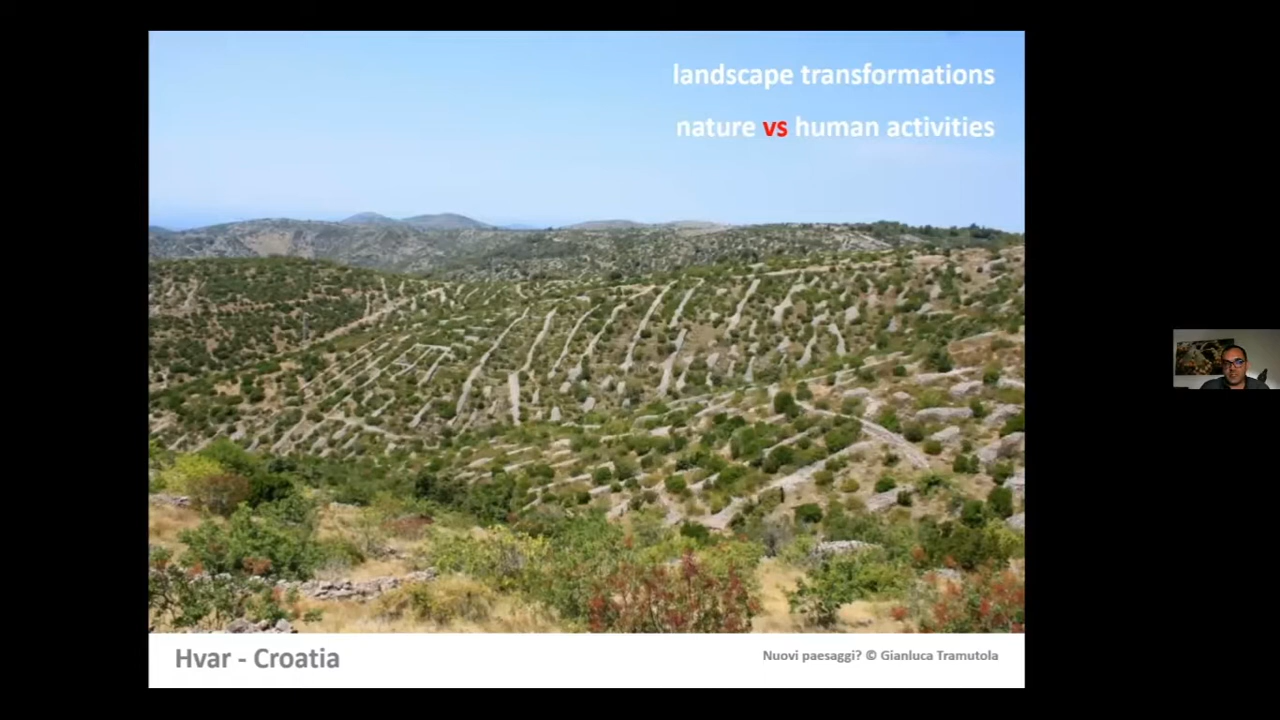 landscape transformations
nature vs human activities
Hvar - Croatia
Nuovi paesaggi? © Gianluca Tramutola